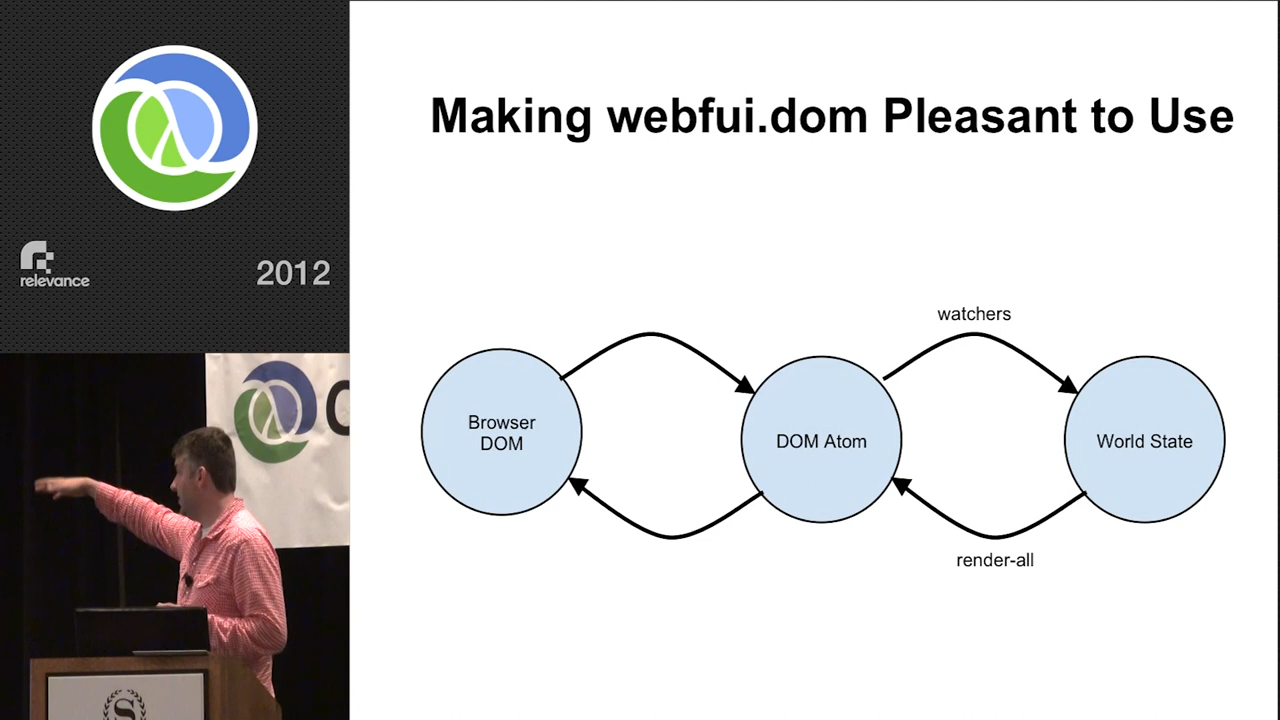 relevance
2012
Making webfui.dom Pleasant to Use
watchers
Browser
DOM
DOM Atom
World State
render-all
C
S